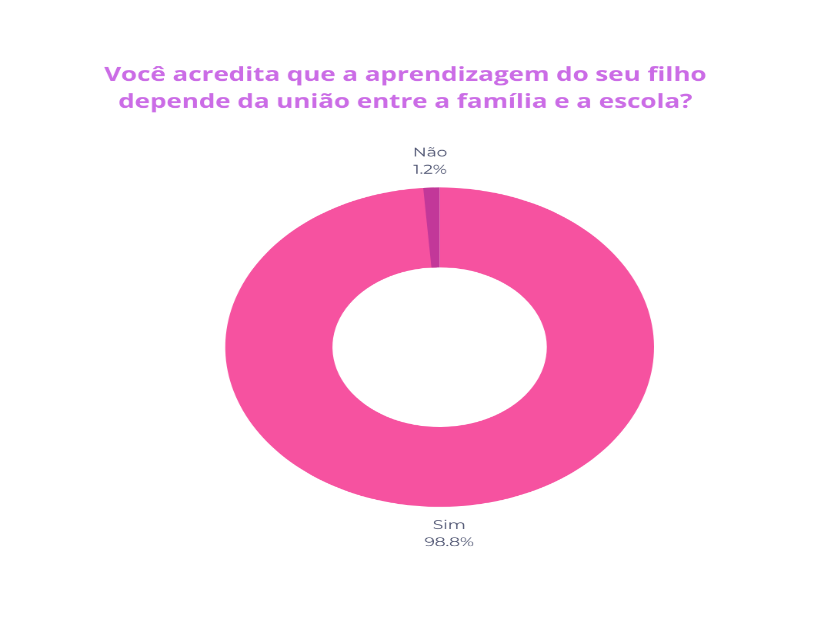 Você acredita que a aprendizagem do seu filho
depende da união entre a família e a escola?
Não
1.2%
Sim
98.8%